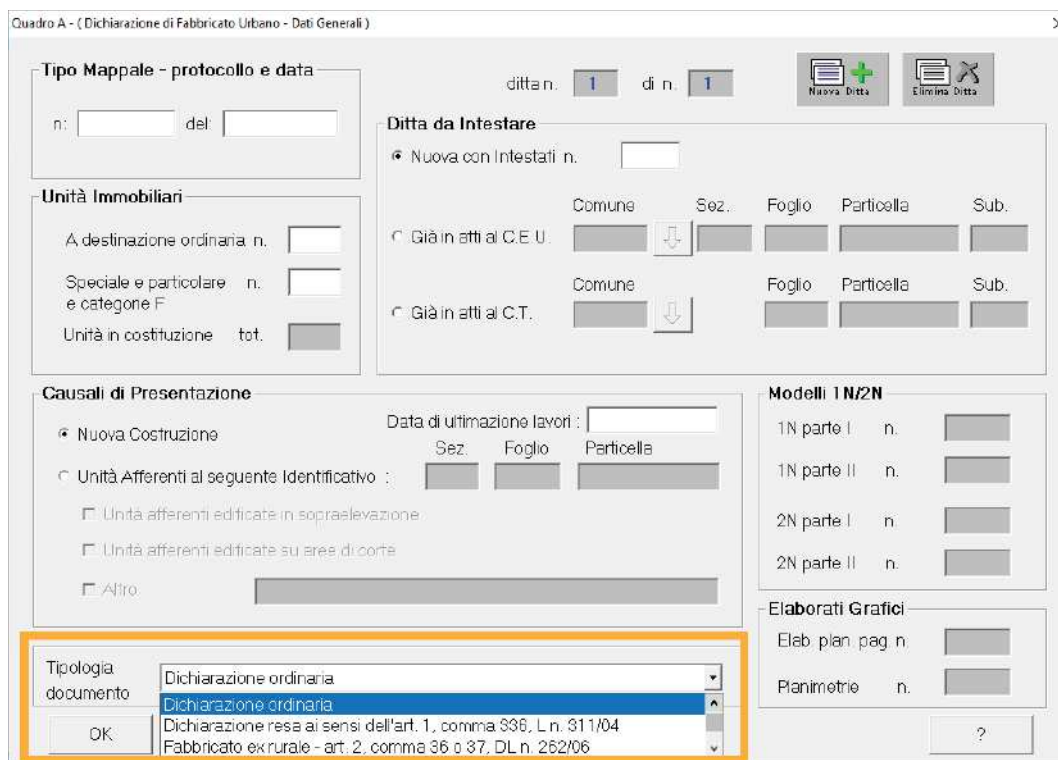 Quadro A - ( Dichiarazione di Fabbricato Urbano - Dati Generali )
Tipo Mappale - protocollo e data
n:
del:
ditta n. 1 di n. 1
Nuova Ditta
Elimina Ditta
Ditta da Intestare
Nuova con Intestati n.
Comune Sez. Foglio Particella Sub.
Già in atti al C.E.U.
Comune Foglio Particella Sub.
Già in atti al C.T.
Unità Immobiliari
A destinazione ordinaria n.
Speciale e particolare n.
e categorie F
Unità in costituzione tot.
Causali di Presentazione
Data di ultimazione lavori :
Nuova Costruzione
Sez. Foglio Particella
Unità Afferenti al seguente Identificativo :
Unità afferenti edificate in sopraelevazione
Unità afferenti edificate su aree di corte
Altro
Modelli 1N/2N
1N parte I n.
1N parte II n.
2N parte I n.
2N parte II n.
Elaborati Grafici
Elab. plan. pag. n.
Planimetrie n.
Tipologia
documento
Dichiarazione ordinaria
Dichiarazione ordinaria
Dichiarazione resa ai sensi dell'art. 1, comma 336, L n. 311/04
Fabbricato ex rurale - art. 2, comma 36 o 37, DL n. 262/06
OK
?